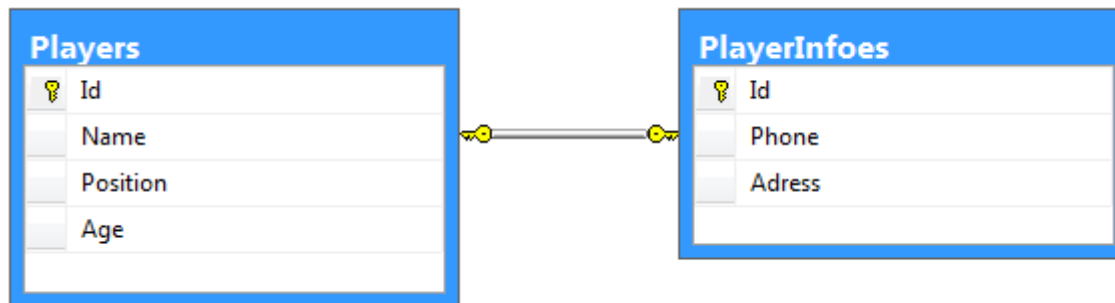 Players
Id
Name
Position
Age
PlayerInfoes
Id
Phone
Adress